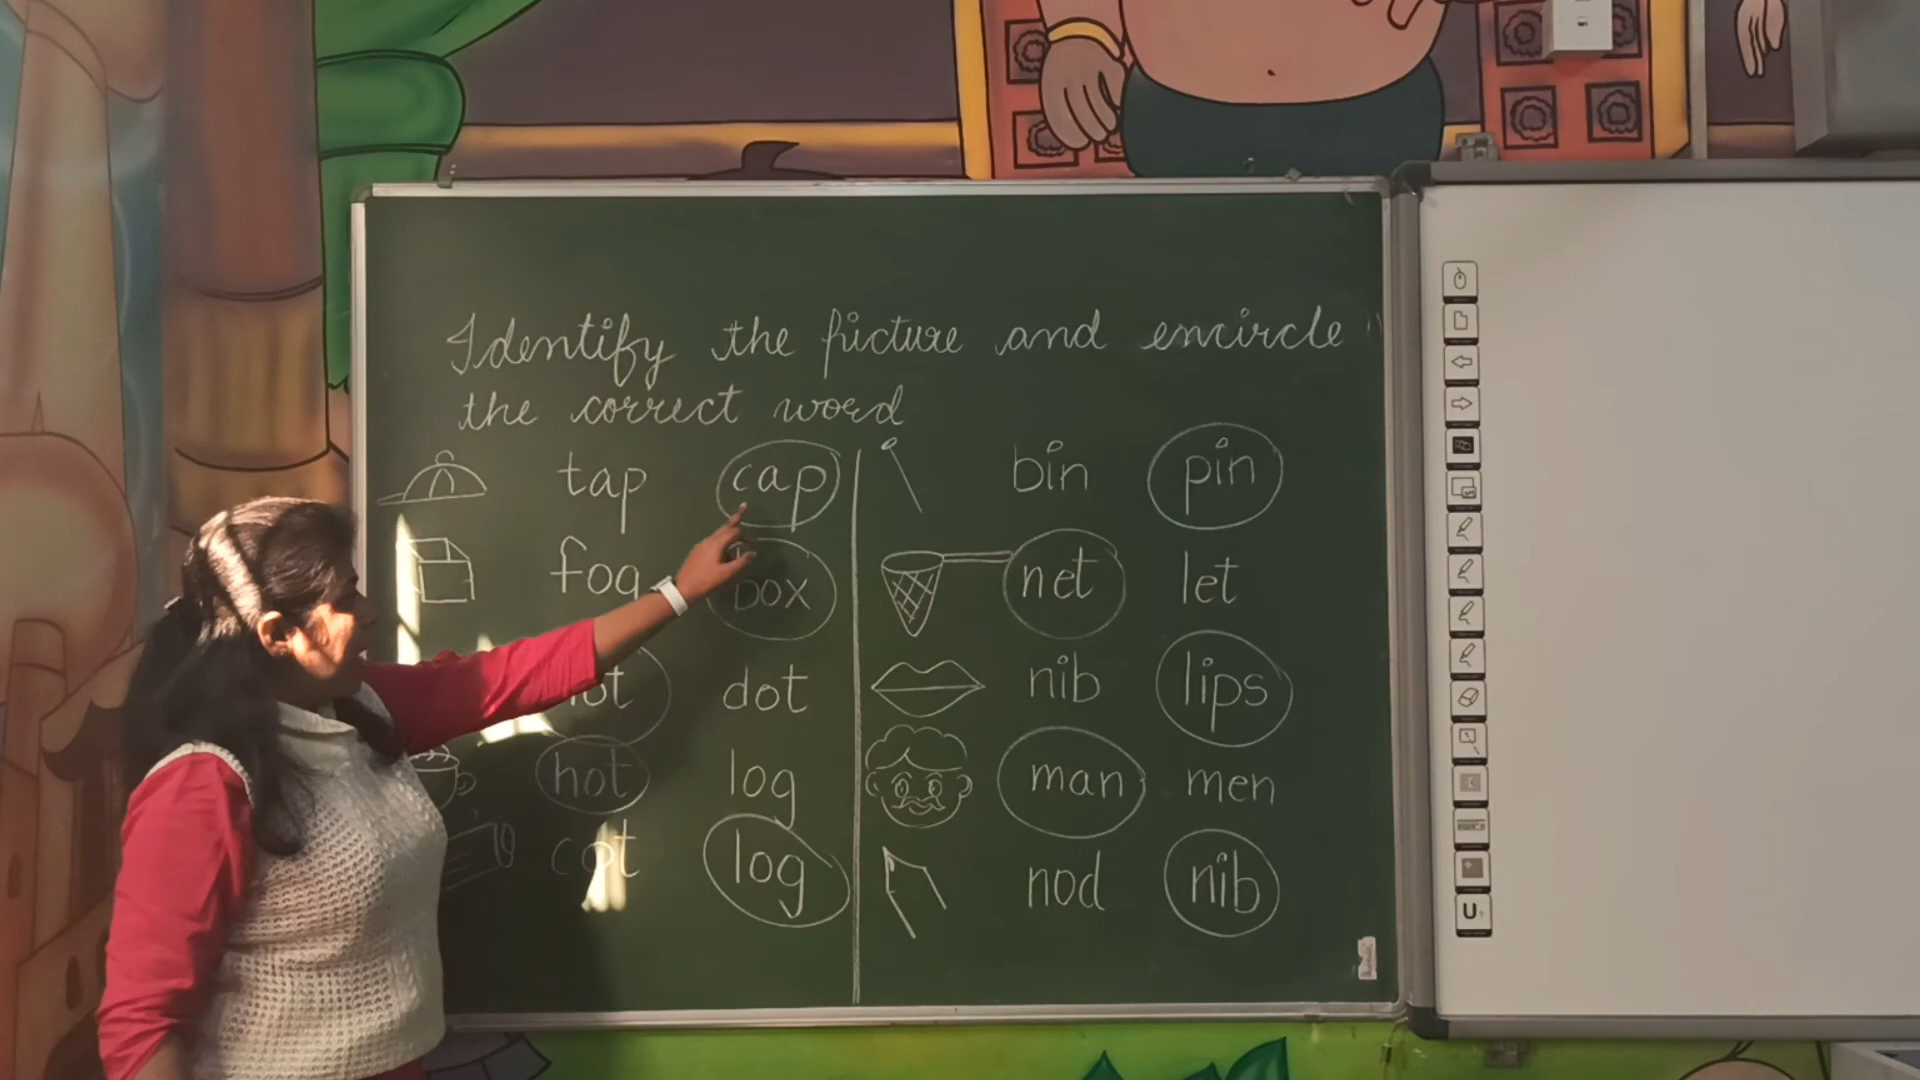 Identify the picture and encircle
the correct word
tap cap
fog box
dot
hot log
cot log
bin pin
net let
nib lips
man men
nod nib
U